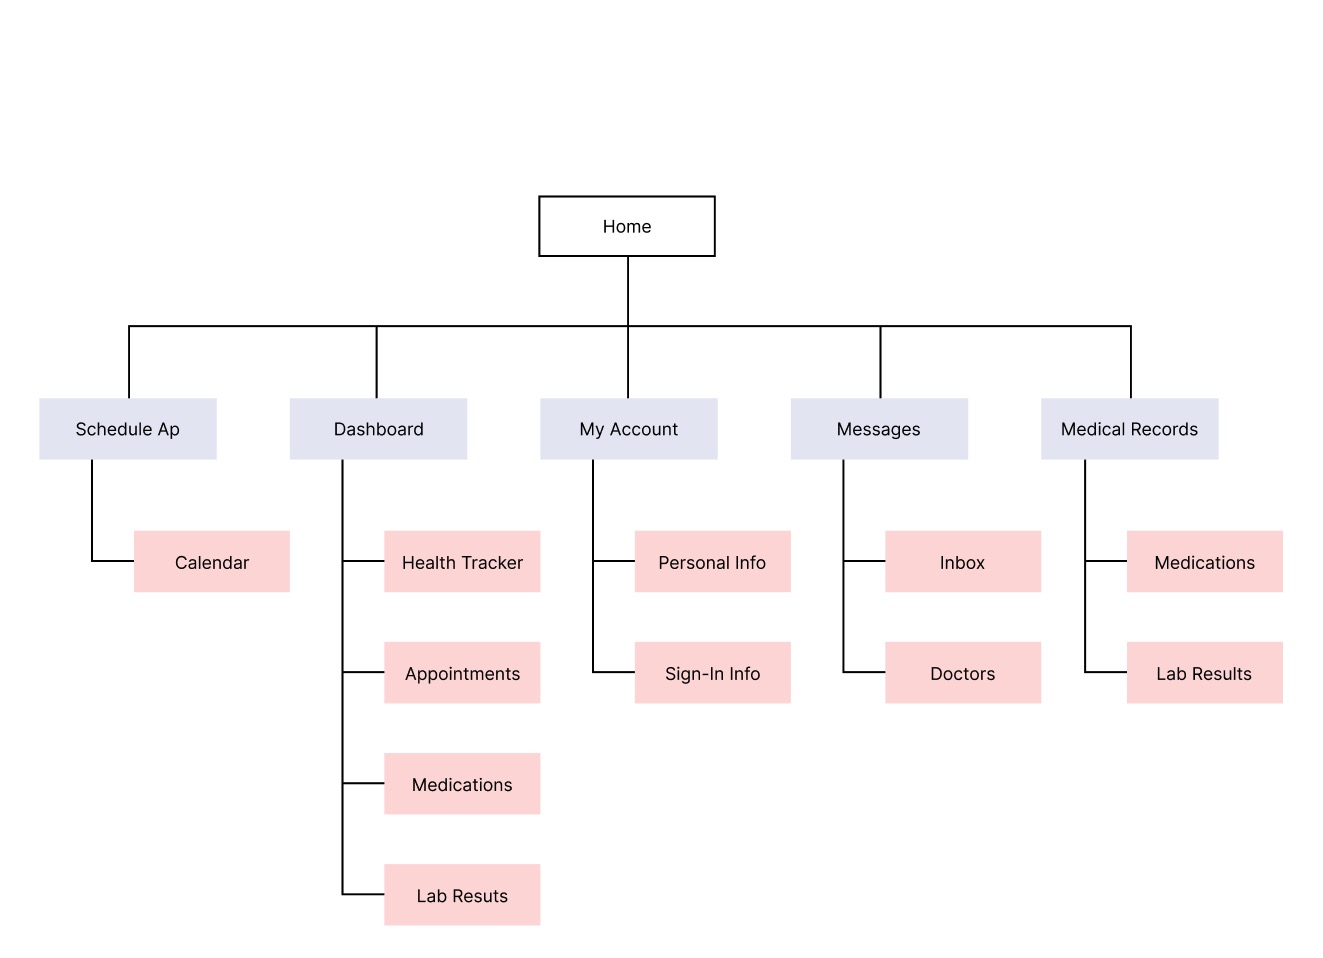 Home
Schedule Ap
Dashboard
My Account
Messages
Medical Records
Calendar
Health Tracker
Personal Info
Inbox
Medications
Appointments
Sign-In Info
Doctors
Lab Results
Medications
Lab Resuts